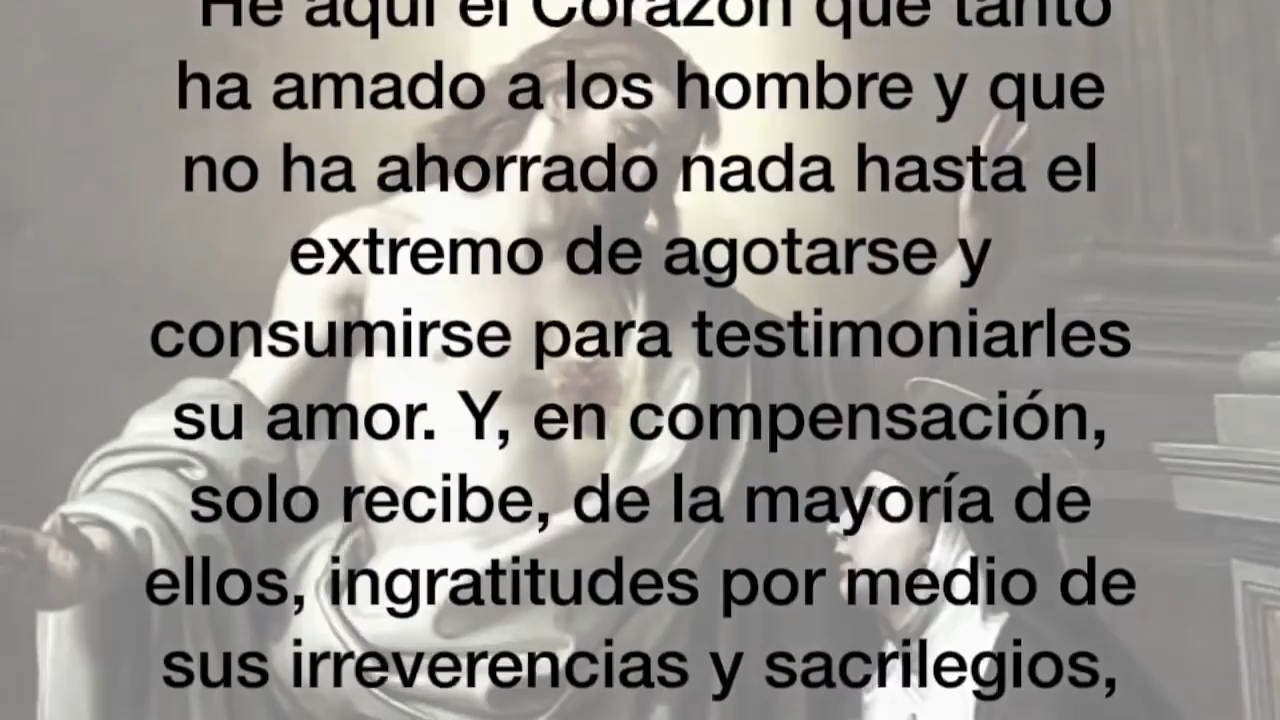 He aquí el Corazón que tanto
ha amado a los hombre y que
no ha ahorrado nada hasta el
extremo de agotarse y
consumirse para testimoniarles
su amor. Y, en compensación,
solo recibe, de la mayoría de
ellos, ingratitudes por medio de
sus irreverencias y sacrilegios,